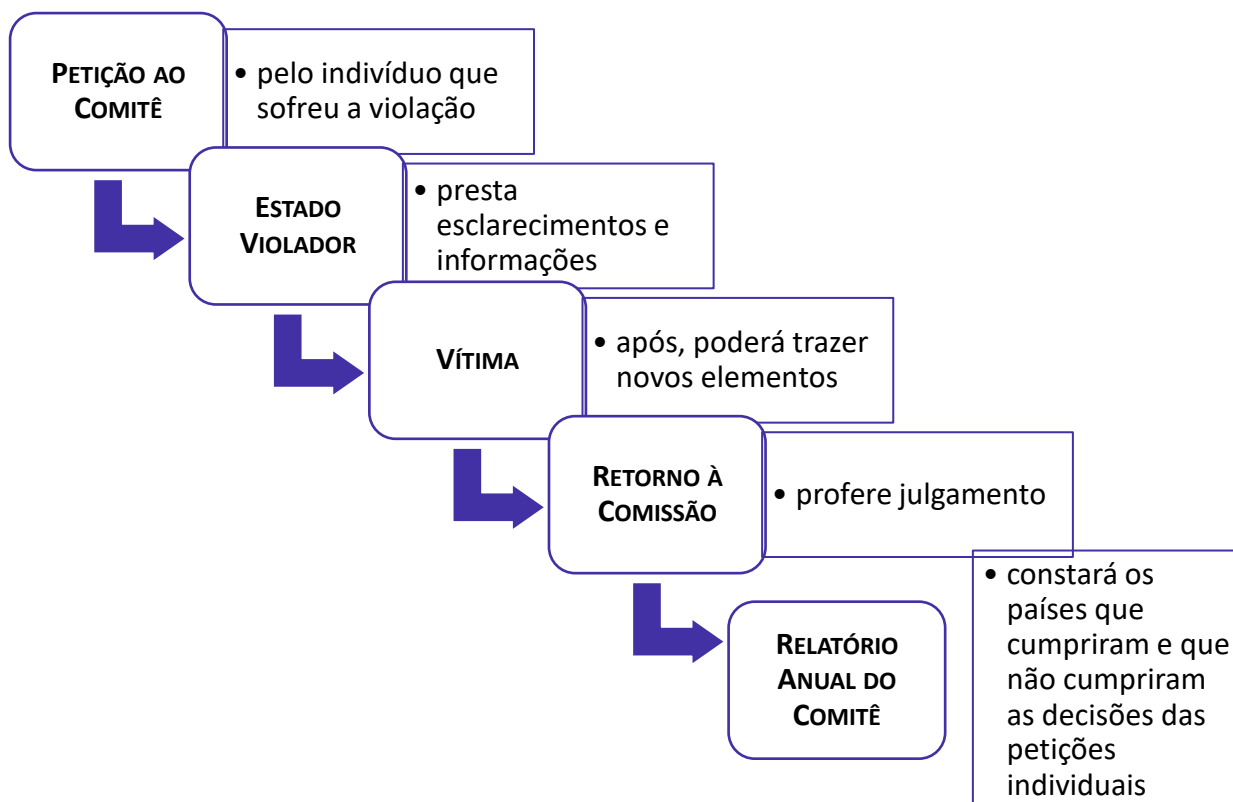 PETIÇÃO AO
COMITÊ
• pelo indivíduo que
sofreu a violação
ESTADO
VIOLADOR
• presta
esclarecimentos e
informações
VÍTIMA
• após, poderá trazer
novos elementos
RETORNO À
COMISSÃO
• profere julgamento
RELATÓRIO
ANUAL DO
COMITÊ
• constará os
países que
cumpriram e que
não cumpriram
as decisões das
petições
individuais